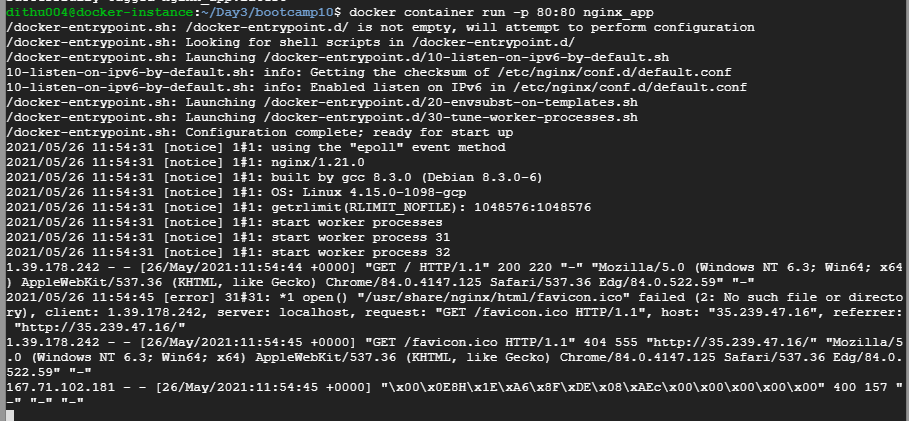 dithu004@docker-instance:~/Day3/bootcamp10$ docker container run -p 80:80 nginx_app
/docker-entrypoint.sh: /docker-entrypoint.d/ is not empty, will attempt to perform configuration
/docker-entrypoint.sh: Looking for shell scripts in /docker-entrypoint.d/
/docker-entrypoint.sh: Launching /docker-entrypoint.d/10-listen-on-ipv6-by-default.sh
10-listen-on-ipv6-by-default.sh: info: Getting the checksum of /etc/nginx/conf.d/default.conf
10-listen-on-ipv6-by-default.sh: info: Enabled listen on IPv6 in /etc/nginx/conf.d/default.conf
/docker-entrypoint.sh: Launching /docker-entrypoint.d/20-envsubst-on-templates.sh
/docker-entrypoint.sh: Launching /docker-entrypoint.d/30-tune-worker-processes.sh
/docker-entrypoint.sh: Configuration complete; ready for start up
2021/05/26 11:54:31 [notice] 1#1: using the "epoll" event method
2021/05/26 11:54:31 [notice] 1#1: nginx/1.21.0
2021/05/26 11:54:31 [notice] 1#1: built by gcc 8.3.0 (Debian 8.3.0-6)
2021/05/26 11:54:31 [notice] 1#1: OS: Linux 4.15.0-1098-gcp
2021/05/26 11:54:31 [notice] 1#1: getrlimit(RLIMIT_NOFILE): 1048576:1048576
2021/05/26 11:54:31 [notice] 1#1: start worker processes
2021/05/26 11:54:31 [notice] 1#1: start worker process 31
2021/05/26 11:54:31 [notice] 1#1: start worker process 32
1.39.178.242 - - [26/May/2021:11:54:44 +0000] "GET / HTTP/1.1" 200 220 "-" "Mozilla/5.0 (Windows NT 6.3; Win64; x64
) AppleWebKit/537.36 (KHTML, like Gecko) Chrome/84.0.4147.125 Safari/537.36 Edg/84.0.522.59" "-"
2021/05/26 11:54:45 [error] 31#31: *1 open() "/usr/share/nginx/html/favicon.ico" failed (2: No such file or directo
ry), client: 1.39.178.242, server: localhost, request: "GET /favicon.ico HTTP/1.1", host: "35.239.47.16", referrer:
"http://35.239.47.16/"
1.39.178.242 - - [26/May/2021:11:54:45 +0000] "GET /favicon.ico HTTP/1.1" 404 555 "http://35.239.47.16/" "Mozilla/5
.0 (Windows NT 6.3; Win64; x64) AppleWebKit/537.36 (KHTML, like Gecko) Chrome/84.0.4147.125 Safari/537.36 Edg/84.0.
522.59" "-"
167.71.102.181 - - [26/May/2021:11:54:45 +0000] "\x00\x0E8H\x1E\xA6\x8F\xDE\x08\xAEc\x00\x00\x00\x00\x00" 400 157 "
-" "-" "-"